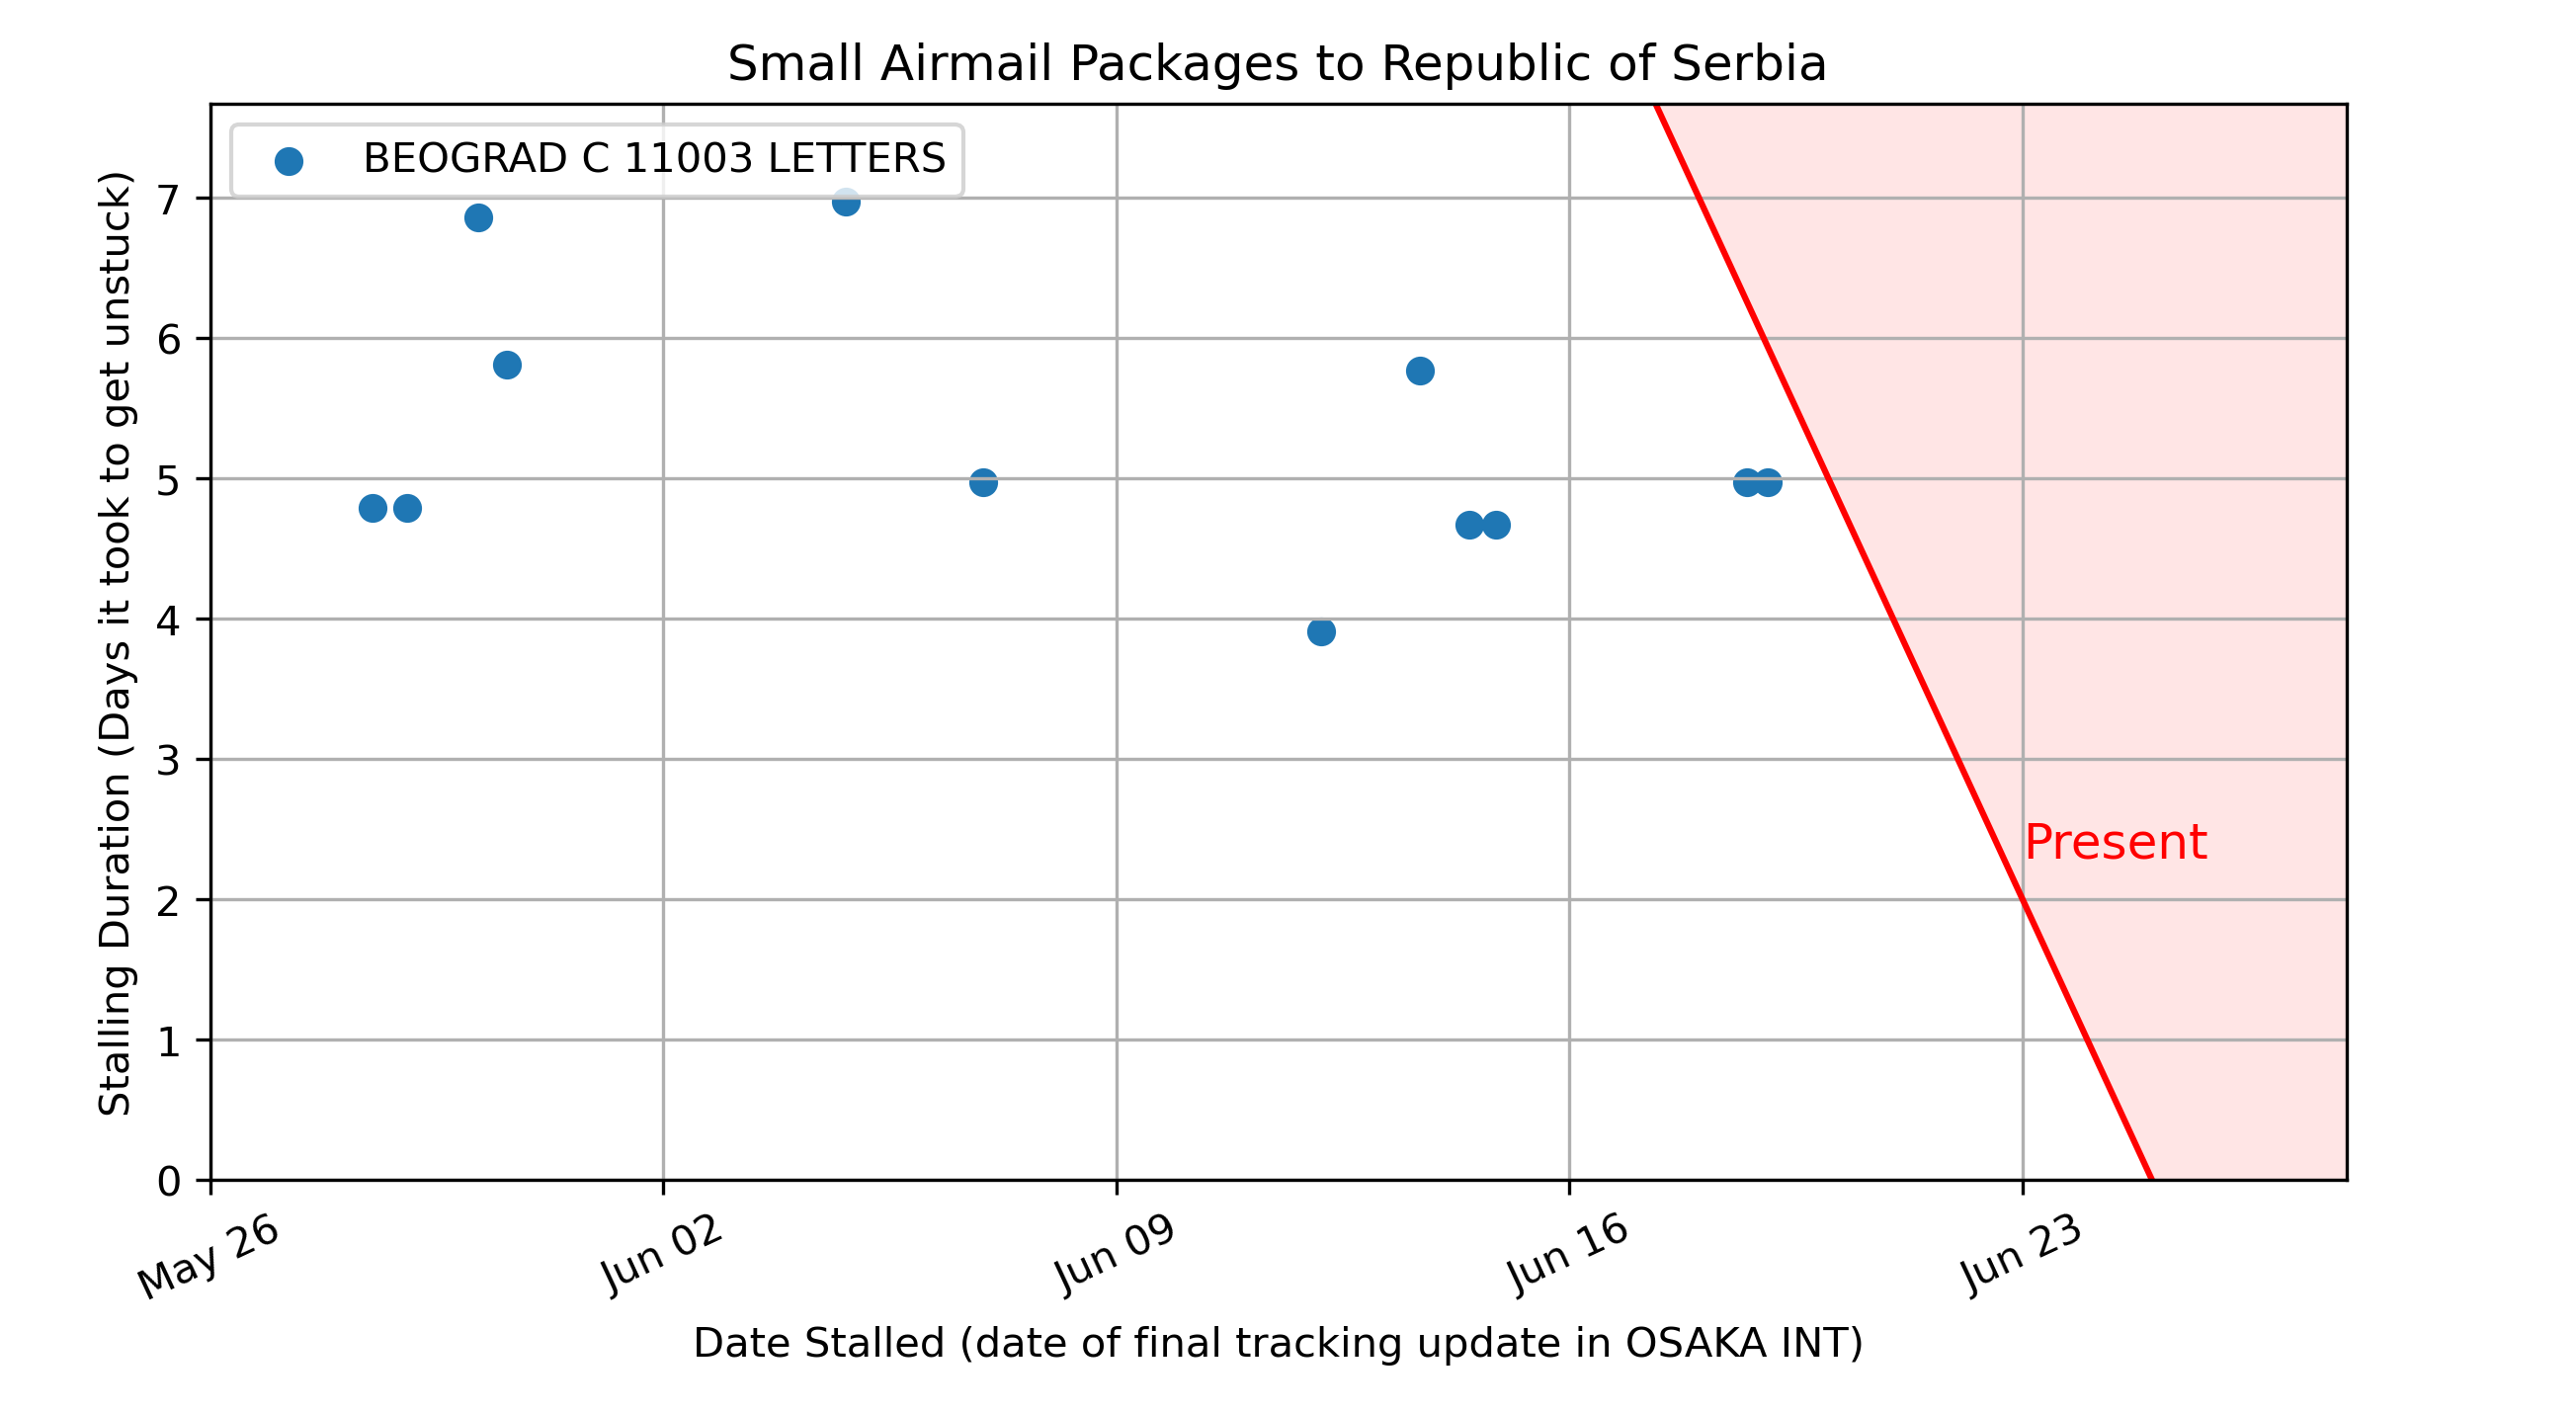 Small Airmail Packages to Republic of Serbia
BEOGRAD C 11003 LETTERS
Stalling Duration (Days it took to get unstuck)
7
6
5
4
3
2
1
0
Present
May 26
Jun 02
Jun 09
Jun 16
Jun 23
Date Stalled (date of final tracking update in OSAKA INT)